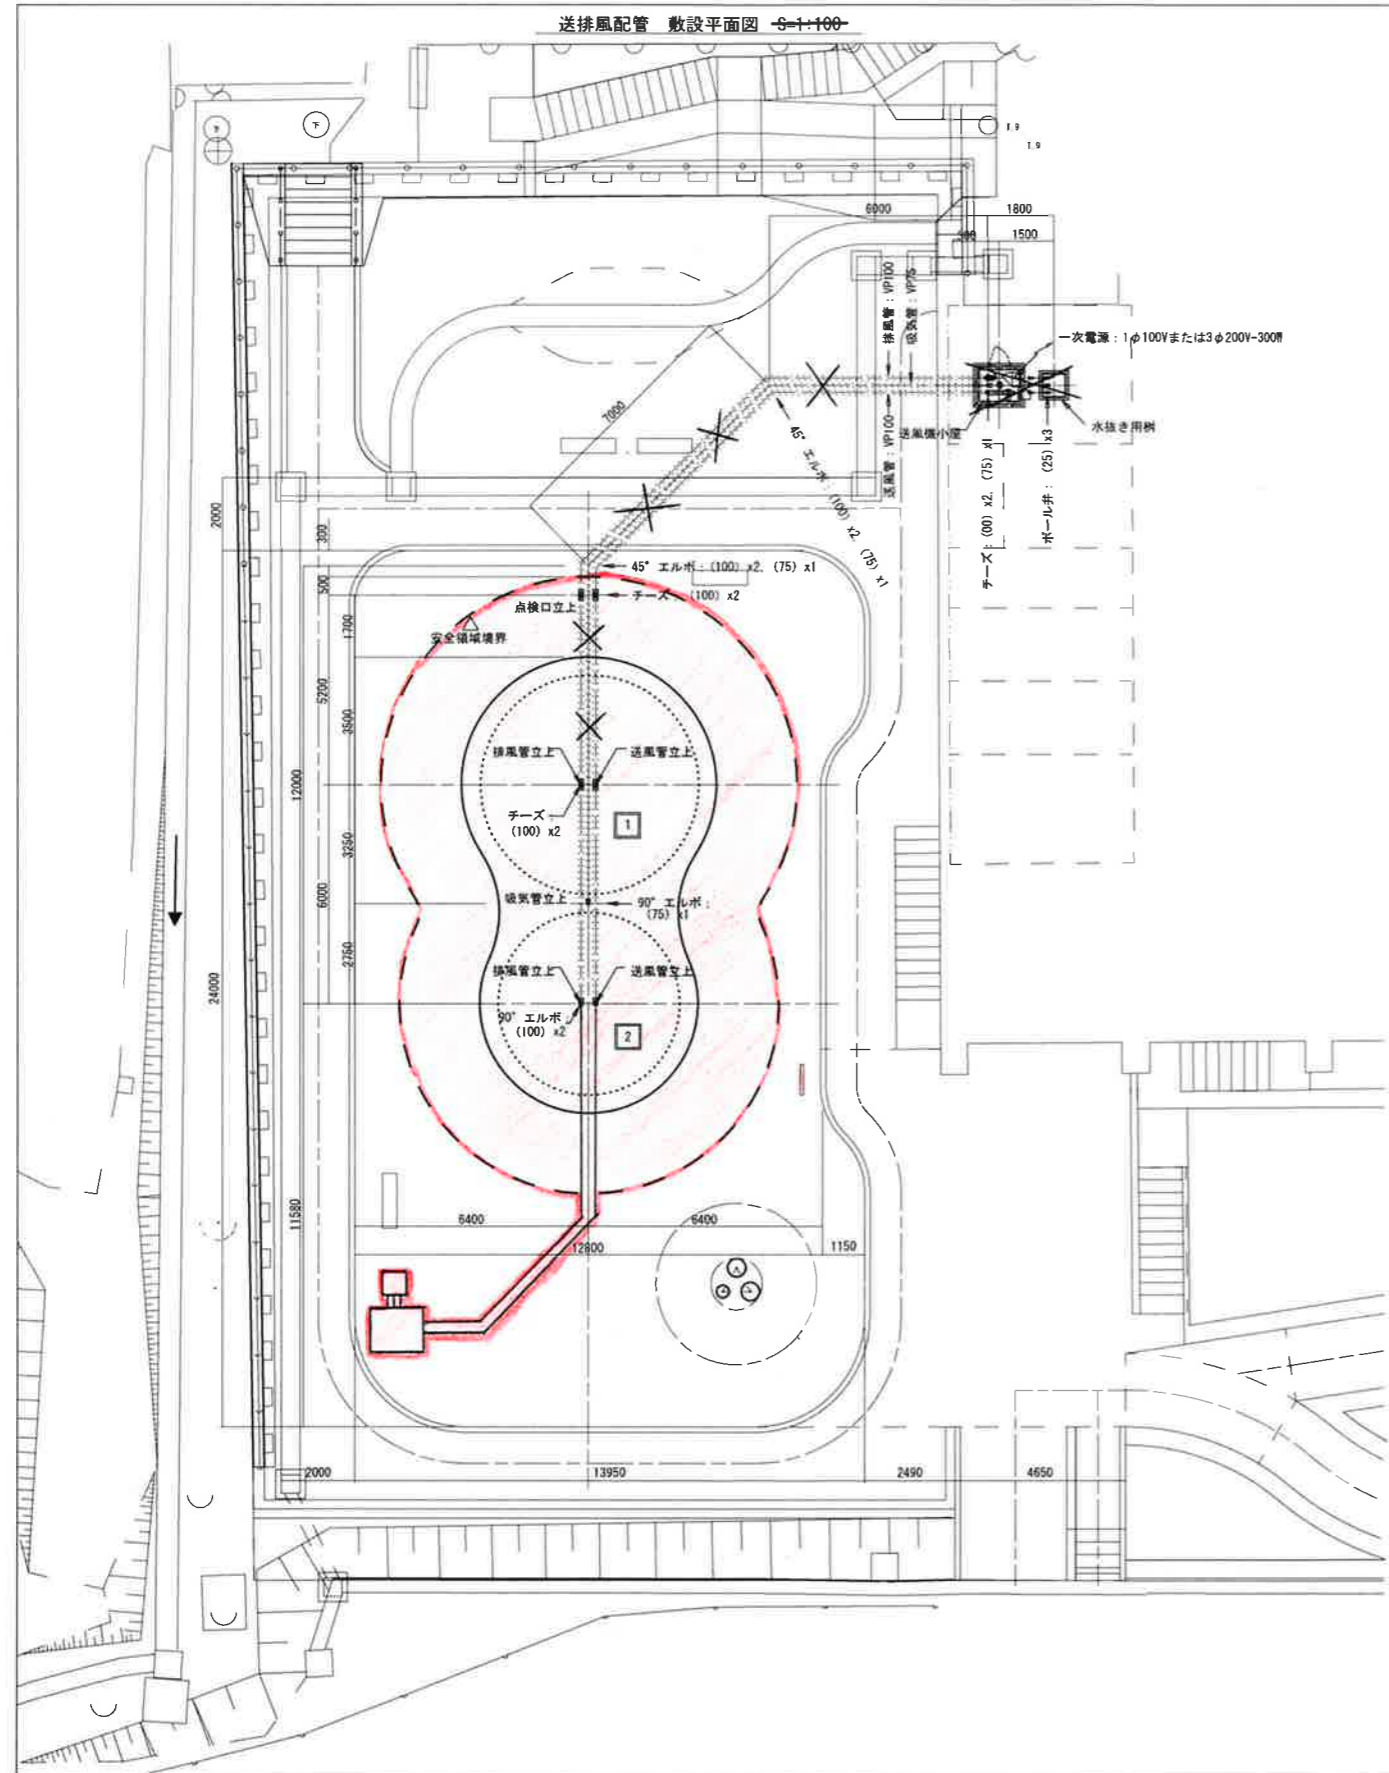 送排風配管 敷設平面図 S=1:100
下
1.9
6000
1800
300
1500
排風管：VP100
吸気管：VP75
一次電源：1φ100Vまたは3φ200V-300W
7000
送風管：VP100
送風機小屋
水抜き用桝
45° エルボ：(100) x2, (75) x1
チーズ：(00) x2, (75) x1
ボール弁：(25) x3
2000
300
500
45° エルボ：(100) x2, (75) x1
チーズ：(100) x2
点検口立上
安全領域境界
1700
5200
3500
排風管立上
送風管立上
12000
チーズ：
(100) x2
1
3250
6000
吸気管立上
90° エルボ：
(75) x1
2750
排風管立上
送風管立上
24000
90° エルボ：
(100) x2
2
11580
6400
6400
12800
1150
2000
13950
2490
4650